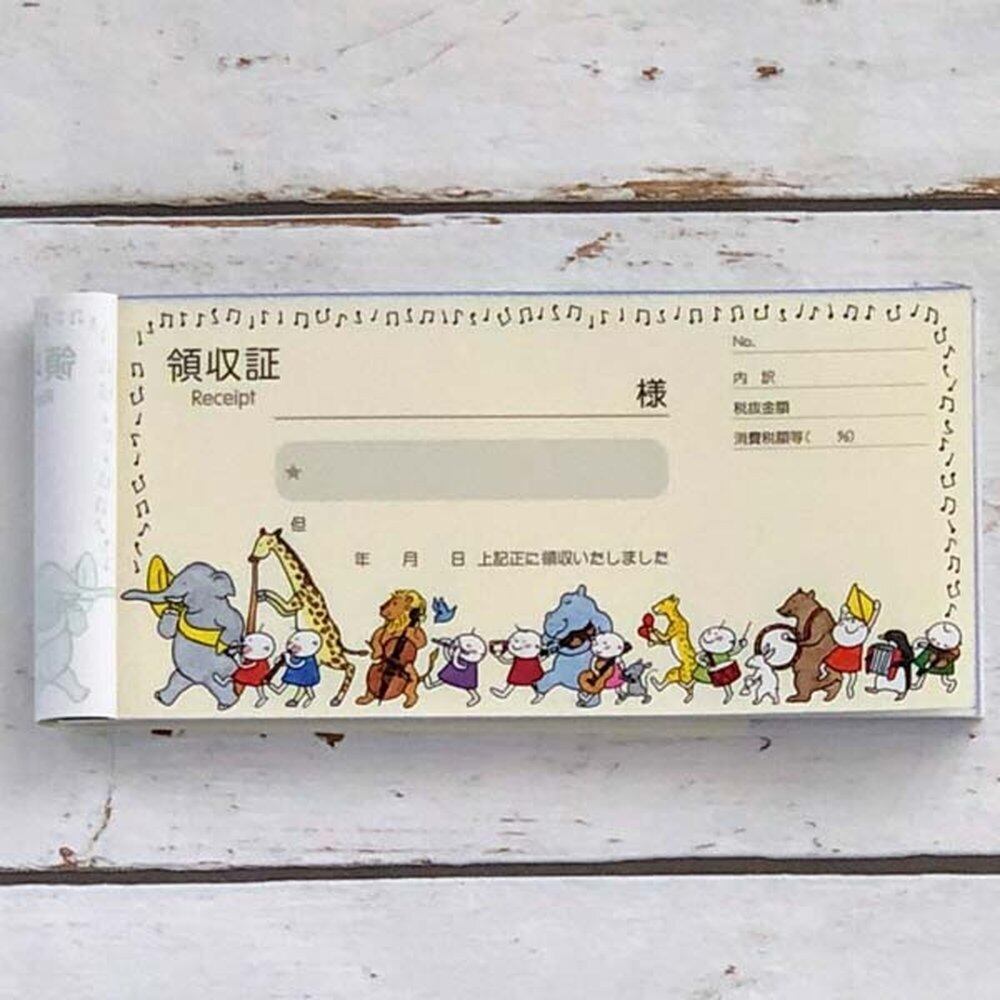 領収証
Receipt
様
No.
内 訳
税抜金額
消費税額等( %)
★
但
年 月 日 上記正に領収いたしました